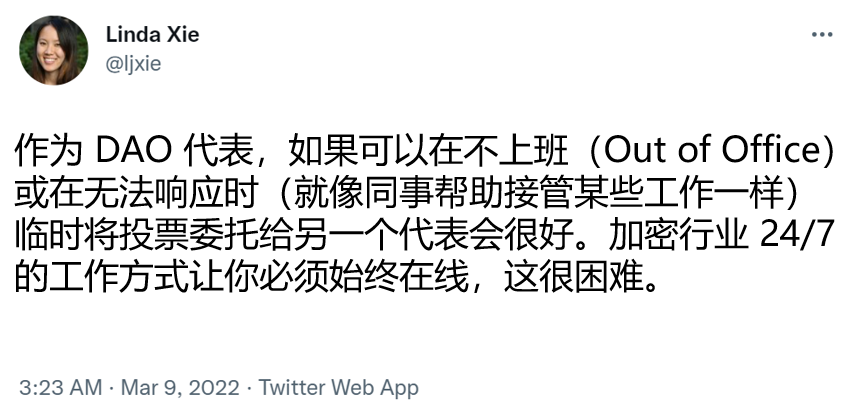 Linda Xie
@ljxie
作为 DAO 代表，如果可以在不上班（Out of Office）
或在无法响应时（就像同事帮助接管某些工作一样）
临时将投票委托给另一个代表会很好。加密行业 24/7
的工作方式让你必须始终在线，这很困难。
3:23 AM · Mar 9, 2022 · Twitter Web App